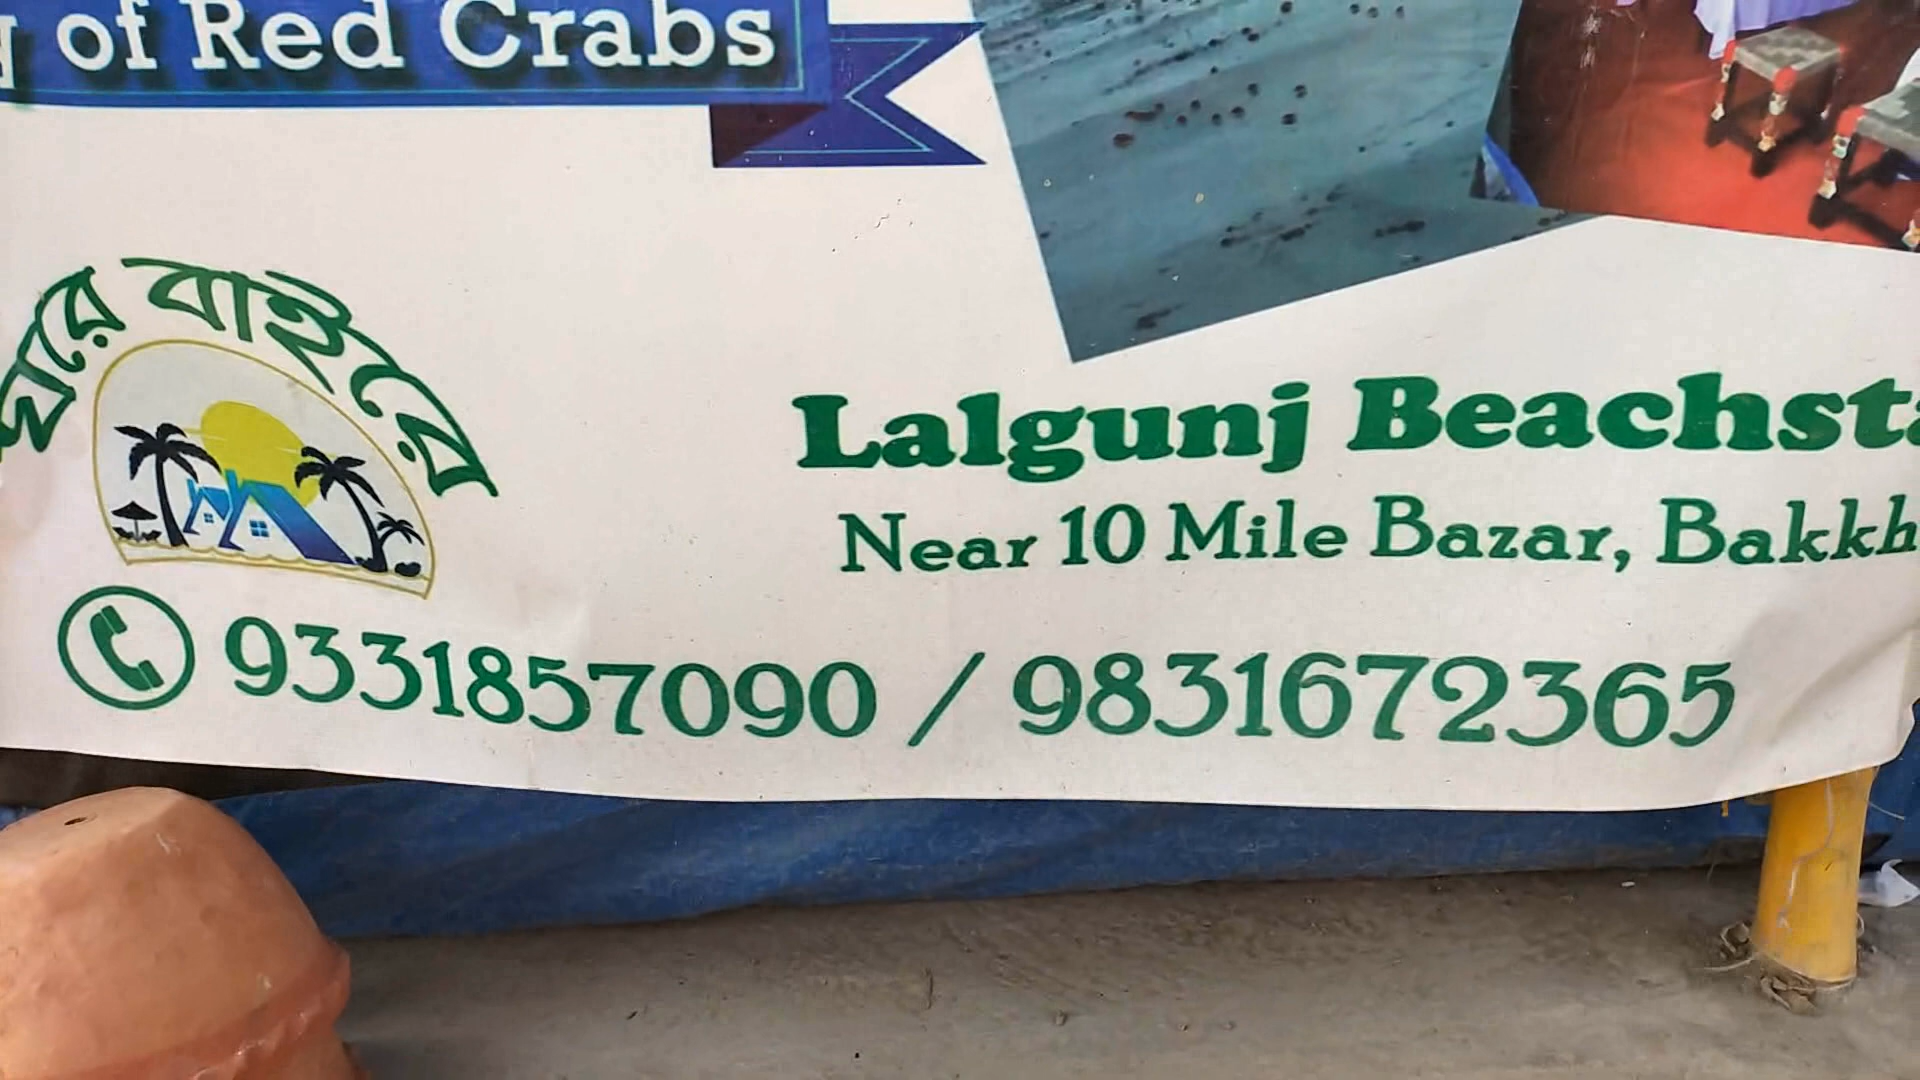 of Red Crabs
ঘরে বাইরে
Lalgunj Beachsta
Near 10 Mile Bazar, Bakkh
9331857090 / 9831672365